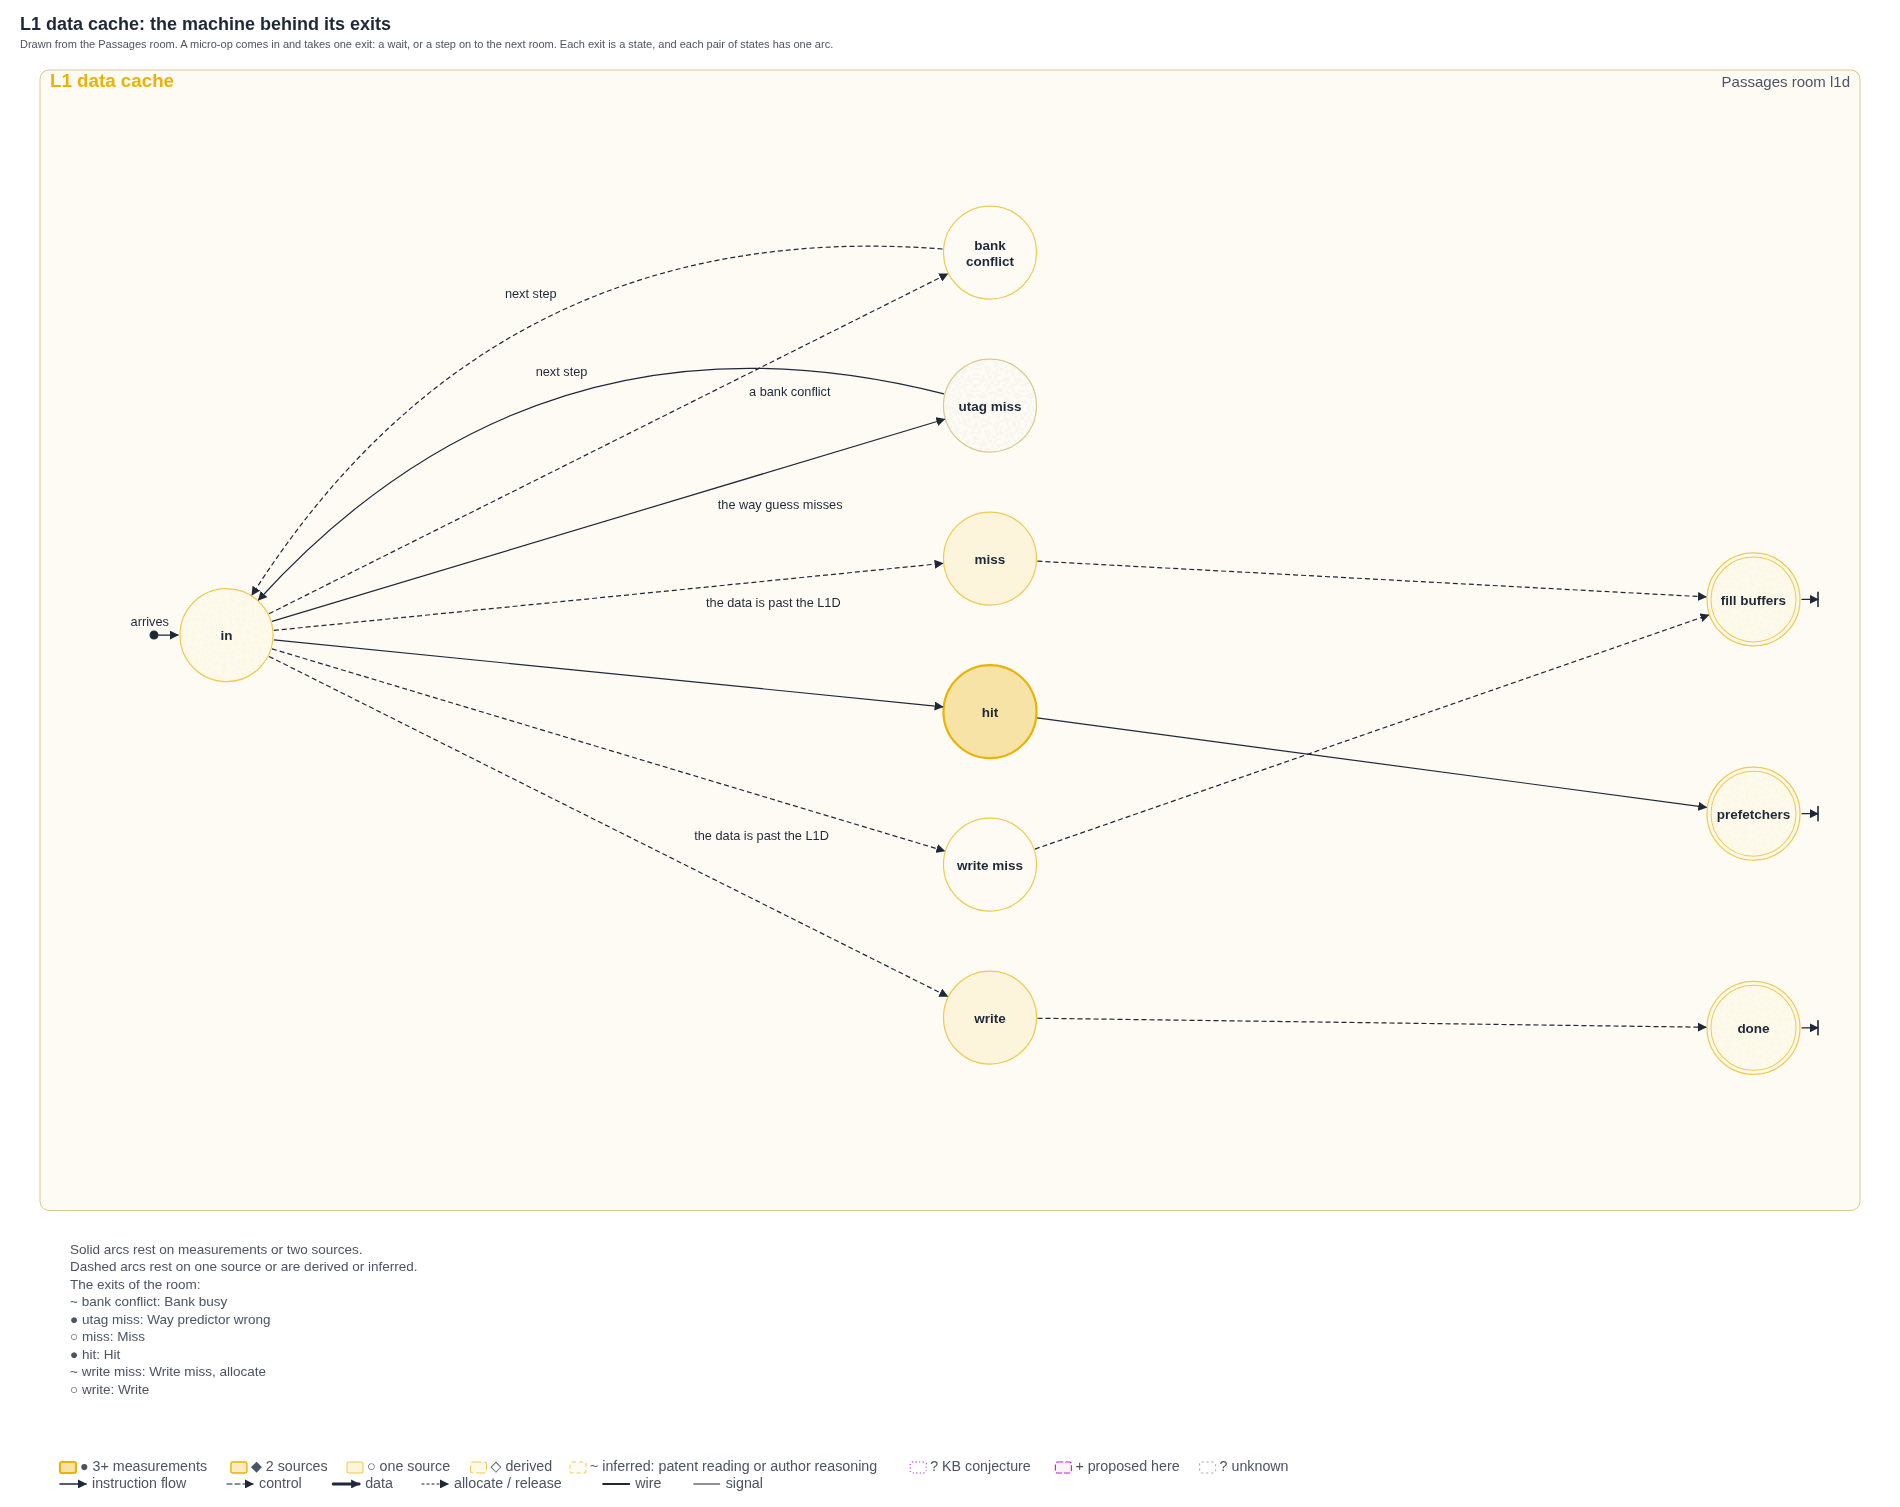 L1 data cache: the machine behind its exits
Drawn from the Passages room. A micro-op comes in and takes one exit: a wait, or a step on to the next room. Each exit is a state, and each pair of states has one arc.
L1 data cache
Passages room l1d
bank
conflict
next step
next step
a bank conflict
utag miss
the way guess misses
miss
the data is past the L1D
fill buffers
arrives
in
hit
prefetchers
the data is past the L1D
write miss
write
done
Solid arcs rest on measurements or two sources.
Dashed arcs rest on one source or are derived or inferred.
The exits of the room:
~ bank conflict: Bank busy
● utag miss: Way predictor wrong
○ miss: Miss
● hit: Hit
~ write miss: Write miss, allocate
○ write: Write
● 3+ measurements ◆ 2 sources ○ one source ◇ derived ~ inferred: patent reading or author reasoning ? KB conjecture + proposed here ? unknown
instruction flow control data allocate / release wire signal